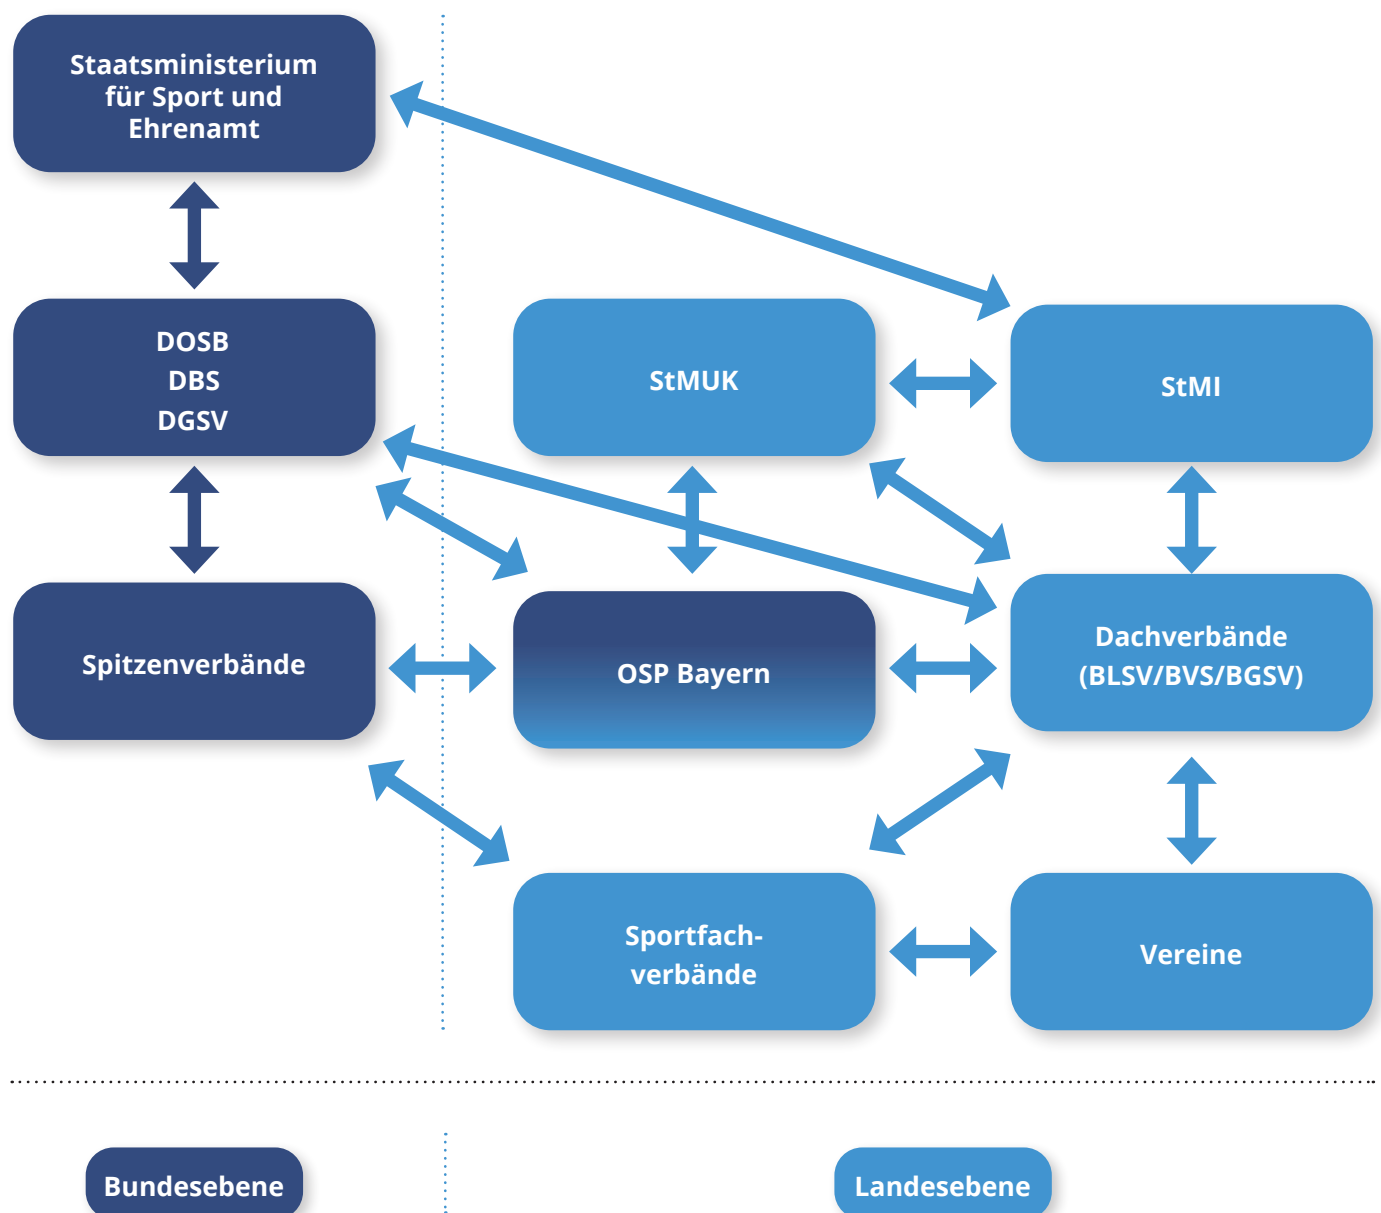 Staatsministerium
für Sport und
Ehrenamt
DOSB
DBS
DGSV
StMUK
StMI
Spitzenverbände
OSP Bayern
Dachverbände
(BLSV/BVS/BGSV)
Sportfach-
verbände
Vereine
Bundesebene
Landesebene